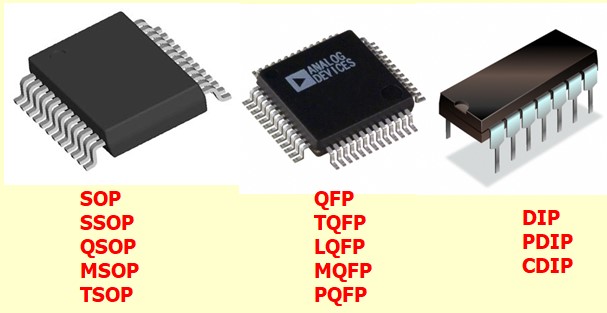 ANALOG
DEVICES
SOP
SSOP
QSOP
MSOP
TSOP
QFP
TQFP
LQFP
MQFP
PQFP
DIP
PDIP
CDIP